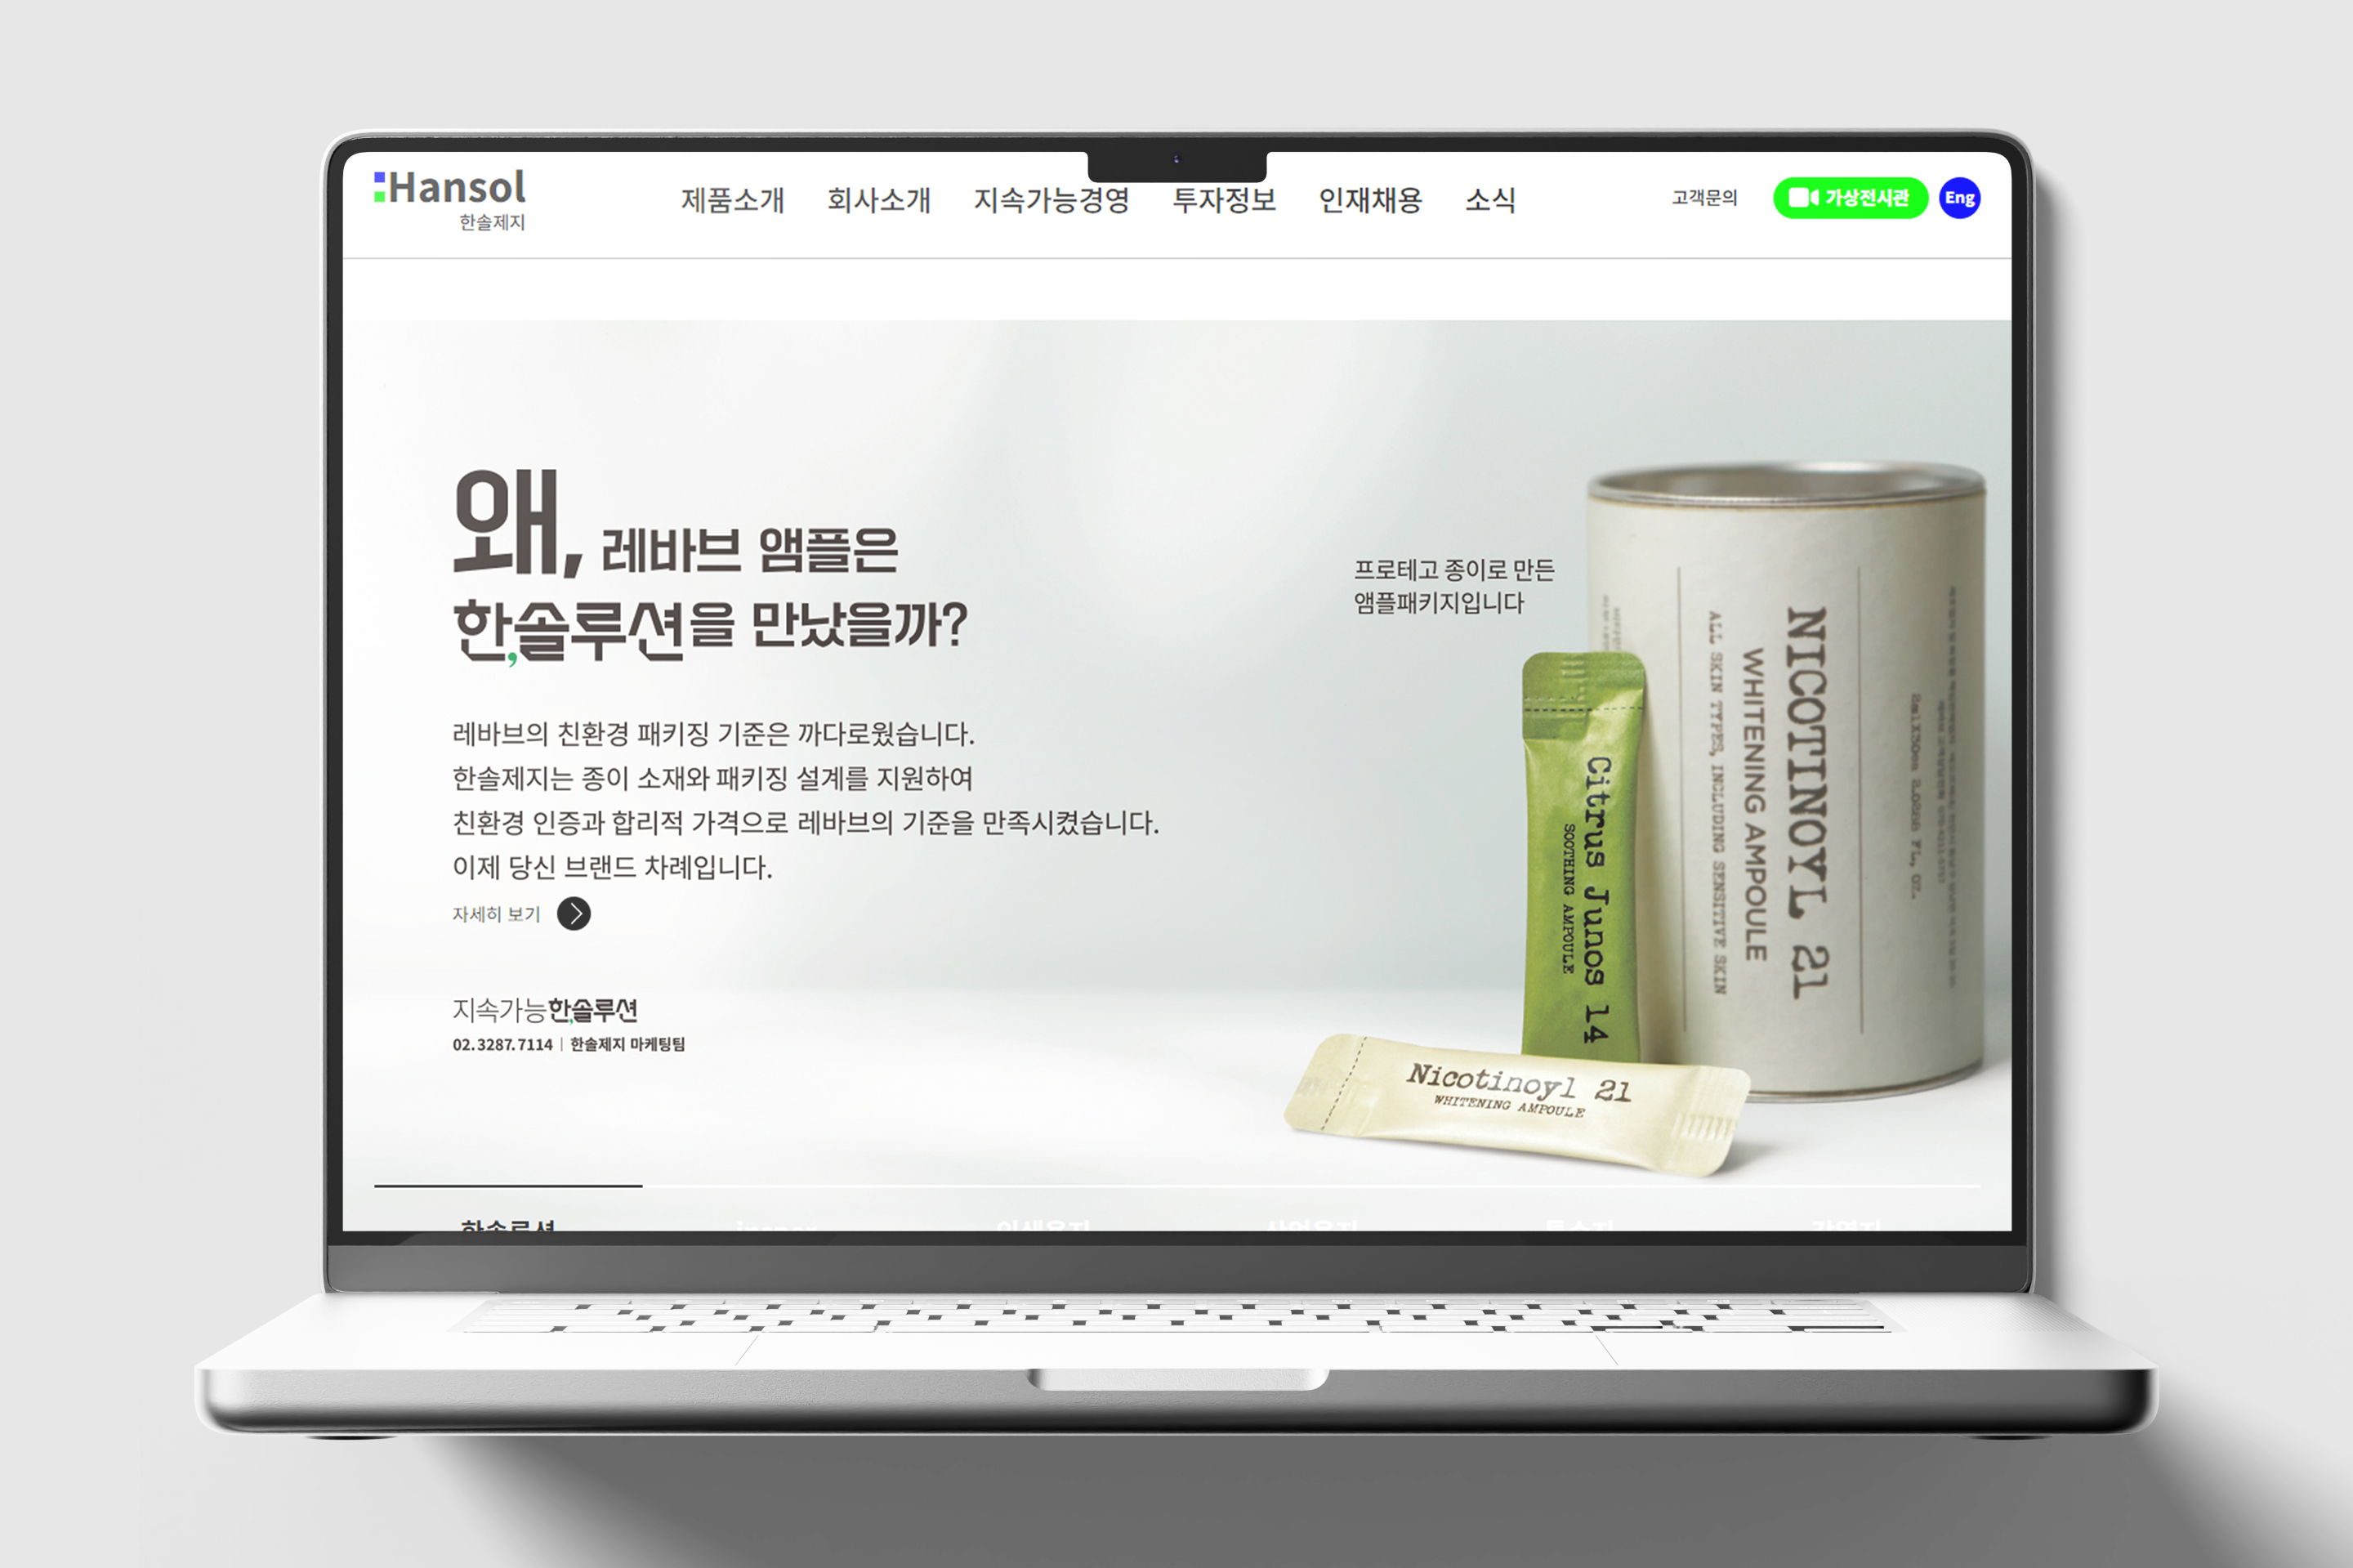 Hansol
한솔제지
제품소개 회사소개 지속가능경영 투자정보 인재채용 소식
고객문의 가상전시관 Eng
왜, 레바브 앰플은
한솔루션을 만났을까?
레바브의 친환경 패키징 기준은 까다로웠습니다.
한솔제지는 종이 소재와 패키징 설계를 지원하여
친환경 인증과 합리적 가격으로 레바브의 기준을 만족시켰습니다.
이제 당신 브랜드 차례입니다.
자세히 보기
지속가능한솔루션
02.3287.7114 | 한솔제지 마케팅팀
프로테고 종이로 만든
앰플패키지입니다
NICOTINOYL 21
WHITENING AMPOULE
ALL SKIN TYPES, INCLUDING SENSITIVE SKIN
Citrus Junos 14
SOOTHING AMPOULE
Nicotinoyl 21
WHITENING AMPOULE
한솔루션